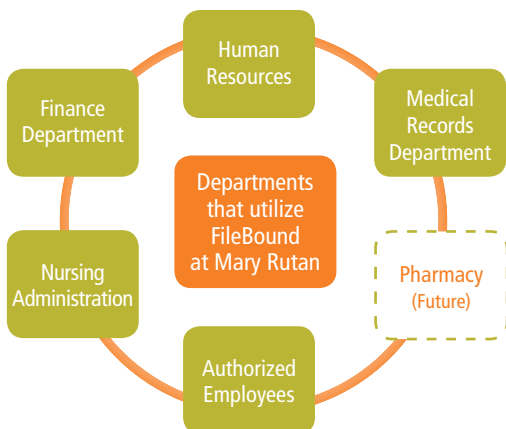 Human
Resources
Finance
Department
Medical
Records
Department
Departments
that utilize
FileBound
at Mary Rutan
Nursing
Administration
Pharmacy
(Future)
Authorized
Employees